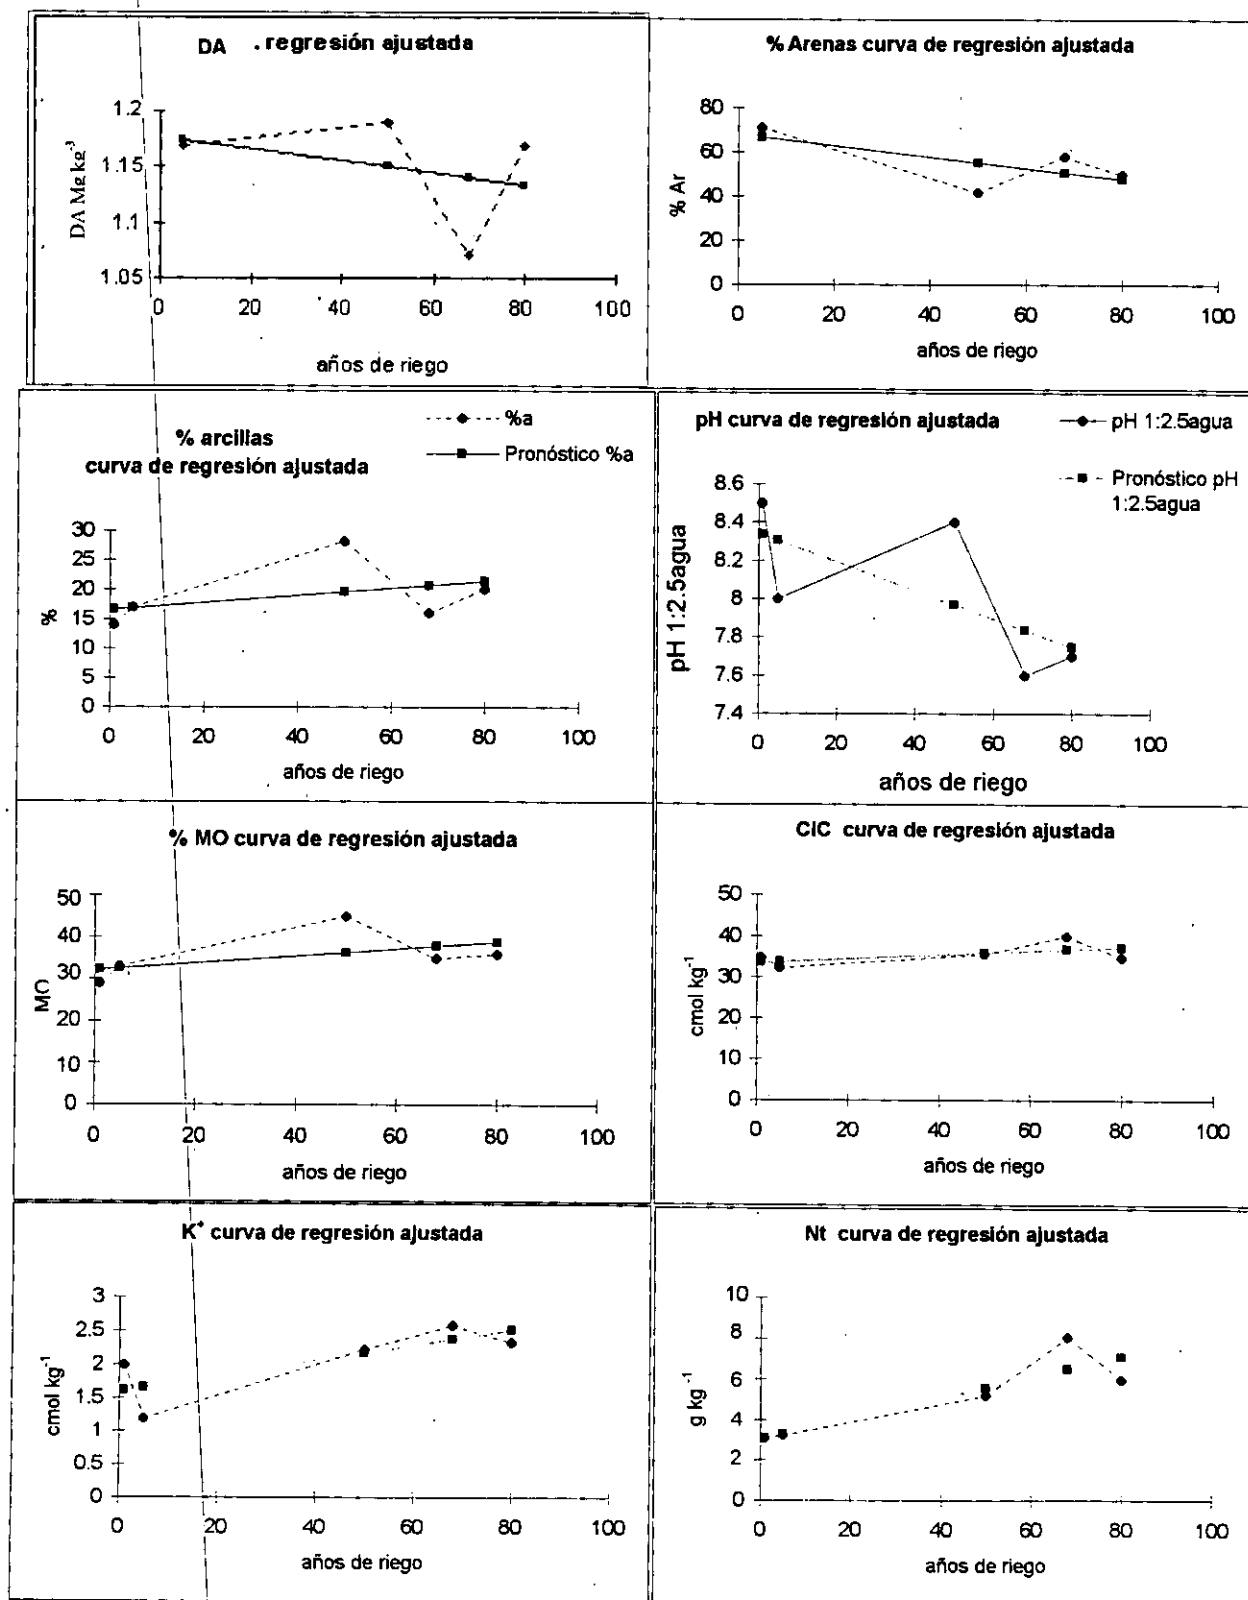 DA . regresión ajustada
DA Mg kg⁻³
1.2
1.15
1.1
1.05
0 20 40 60 80 100
años de riego
% Arenas curva de regresión ajustada
% Ar
80
60
40
20
0
0 20 40 60 80 100
años de riego
% arcillas
curva de regresión ajustada
%a
Pronóstico %a
%
30
25
20
15
10
5
0
0 20 40 60 80 100
años de riego
pH curva de regresión ajustada
pH 1:2.5agua
Pronóstico pH
1:2.5agua
pH 1:2.5agua
8.6
8.4
8.2
8
7.8
7.6
7.4
0 20 40 60 80 100
años de riego
% MO curva de regresión ajustada
MO
50
40
30
20
10
0
0 20 40 60 80 100
años de riego
CIC curva de regresión ajustada
cmol kg⁻¹
50
40
30
20
10
0
0 20 40 60 80 100
años de riego
K⁺ curva de regresión ajustada
cmol kg⁻¹
3
2.5
2
1.5
1
0.5
0
0 20 40 60 80 100
años de riego
Nt curva de regresión ajustada
g kg⁻¹
10
8
6
4
2
0
0 20 40 60 80 100
años de riego